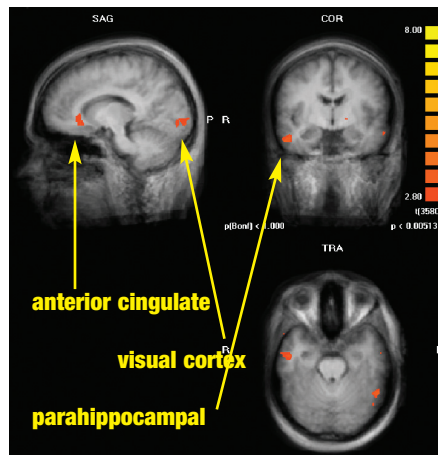 SAG
COR
8.00
P R
2.80
t(3580
p(Bonf) < 1.000
p < 0.00513
TRA
anterior cingulate
R
visual cortex
parahippocampal